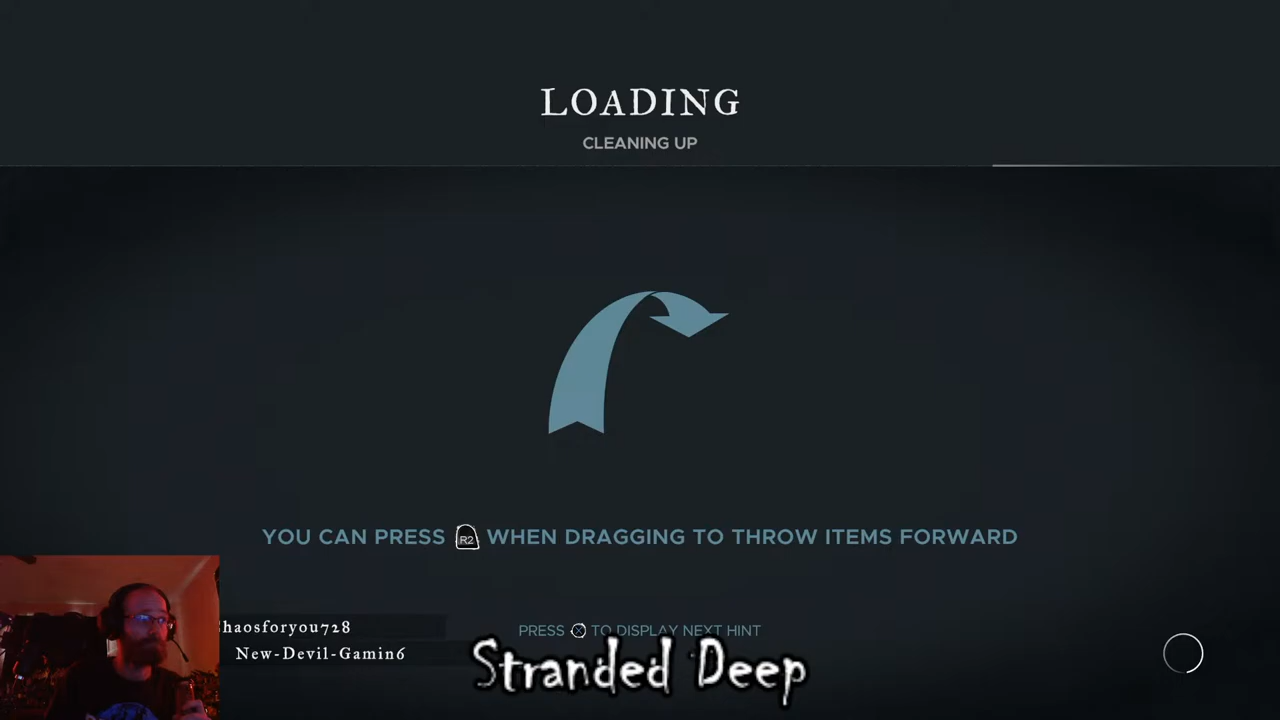 LOADING
CLEANING UP
YOU CAN PRESS R2 WHEN DRAGGING TO THROW ITEMS FORWARD
haosforyou728
PRESS TO DISPLAY NEXT HINT
New-Devil-Gamin6
Stranded Deep